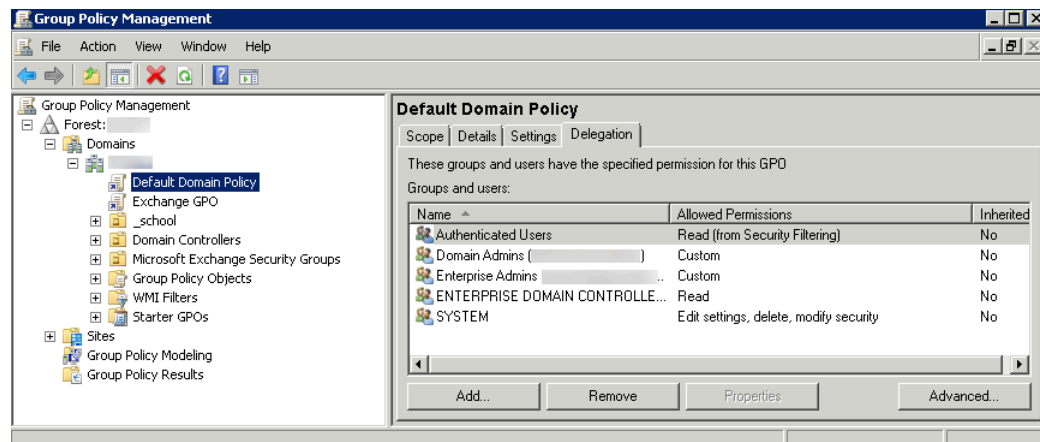 Group Policy Management
File Action View Window Help
Group Policy Management
Forest:
Domains
Default Domain Policy
Exchange GPO
_school
Domain Controllers
Microsoft Exchange Security Groups
Group Policy Objects
WMI Filters
Starter GPOs
Sites
Group Policy Modeling
Group Policy Results
Default Domain Policy
Scope Details Settings Delegation
These groups and users have the specified permission for this GPO
Groups and users:
Name Allowed Permissions Inherited
Authenticated Users Read (from Security Filtering) No
Domain Admins ( ) Custom No
Enterprise Admins .. Custom No
ENTERPRISE DOMAIN CONTROLLE... Read No
SYSTEM Edit settings, delete, modify security No
Add... Remove Properties Advanced...